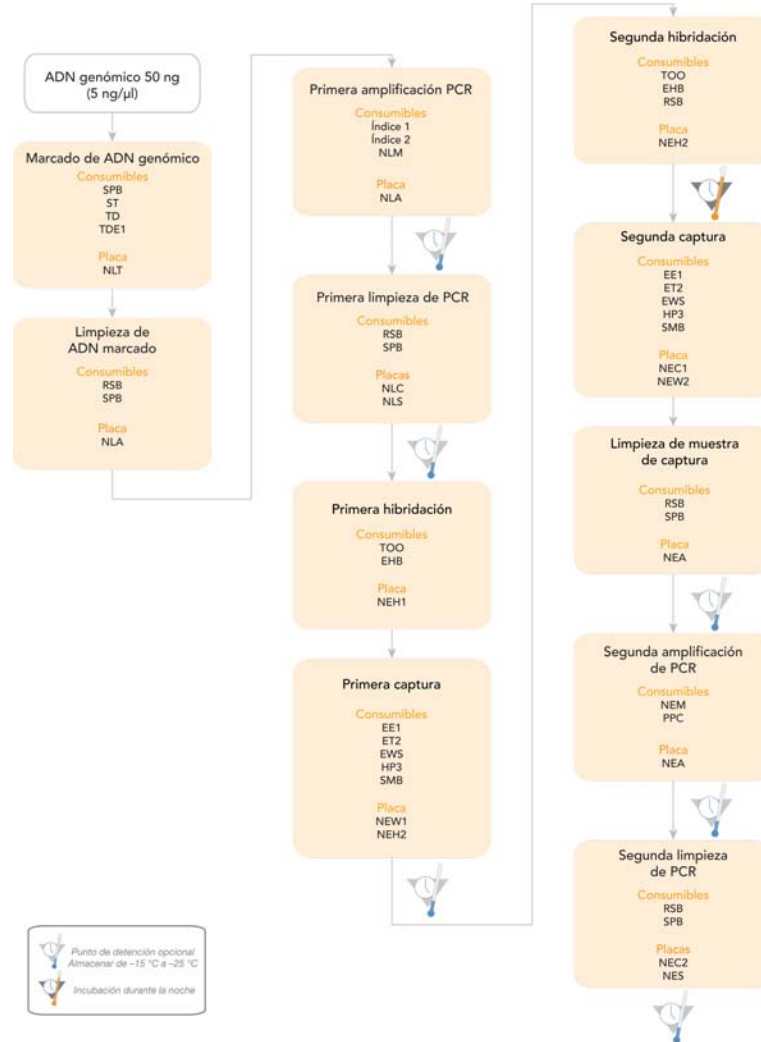 ADN genómico 50 ng
(5 ng/µl)
Marcado de ADN genómico
Consumibles
SPB
ST
TD
TDE1
Placa
NLT
Limpieza de
ADN marcado
Consumibles
RSB
SPB
Placa
NLA
Primera amplificación PCR
Consumibles
Índice 1
Índice 2
NLM
Placa
NLA
Primera limpieza de PCR
Consumibles
RSB
SPB
Placas
NLC
NLS
Primera hibridación
Consumibles
TOO
EHB
Placa
NEH1
Primera captura
Consumibles
EE1
ET2
EWS
HP3
SMB
Placa
NEW1
NEH2
Segunda hibridación
Consumibles
TOO
EHB
RSB
Placa
NEH2
Segunda captura
Consumibles
EE1
ET2
EWS
HP3
SMB
Placa
NEC1
NEW2
Limpieza de muestra
de captura
Consumibles
RSB
SPB
Placa
NEA
Segunda amplificación
de PCR
Consumibles
NEM
PPC
Placa
NEA
Segunda limpieza
de PCR
Consumibles
RSB
SPB
Placas
NEC2
NES
Punto de detención opcional
Almacenar de –15 °C a –25 °C
Incubación durante la noche